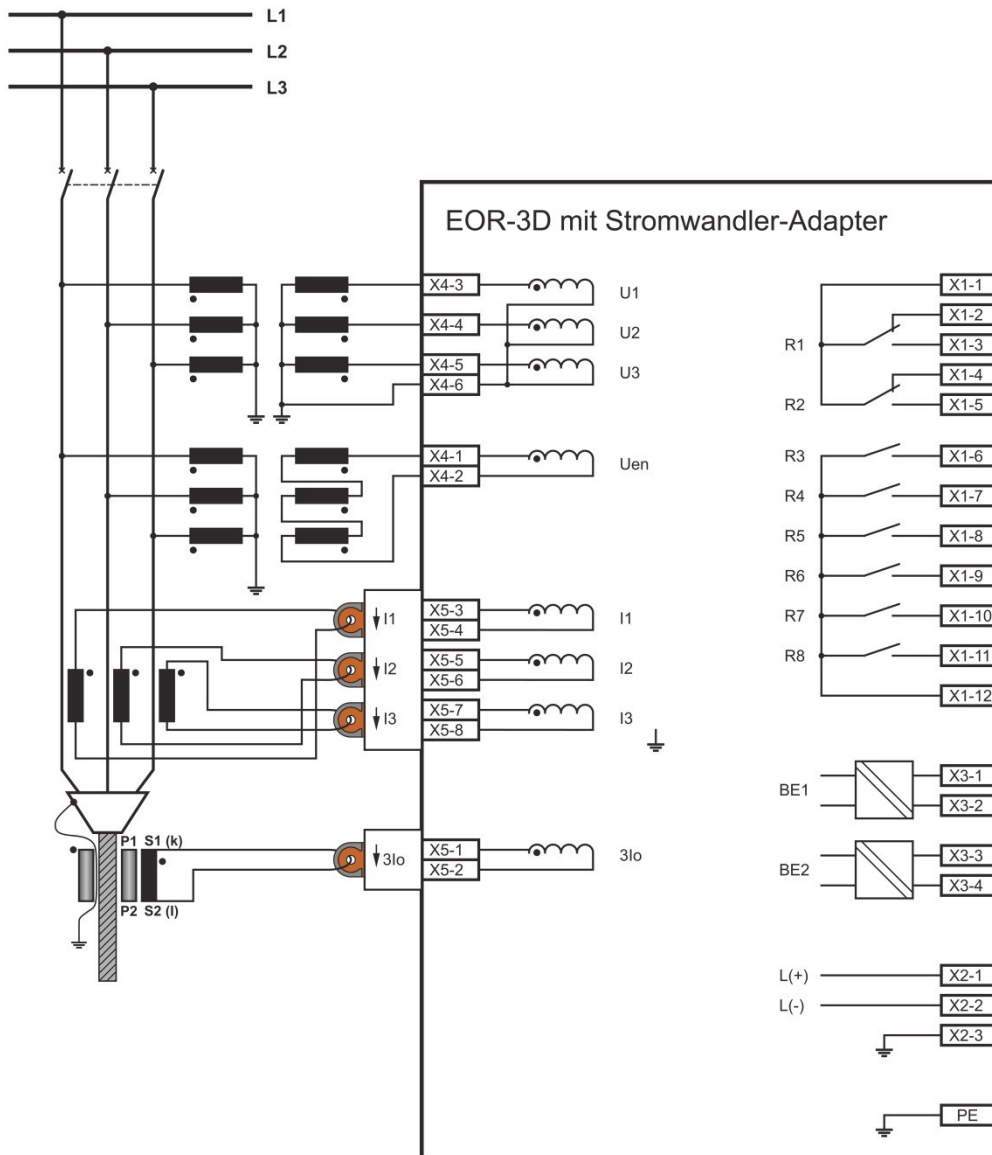 L1
L2
L3
EOR-3D mit Stromwandler-Adapter
X4-3
U1
X4-4
U2
X4-5
U3
X4-6
X4-1
Uen
X4-2
I1
X5-3
I1
X5-4
I2
X5-5
I2
X5-6
I3
X5-7
I3
X5-8
P1 S1 (k)
P2 S2 (l)
3Io
X5-1
3Io
X5-2
X1-1
X1-2
R1
X1-3
X1-4
R2
X1-5
R3
X1-6
R4
X1-7
R5
X1-8
R6
X1-9
R7
X1-10
R8
X1-11
X1-12
BE1
X3-1
X3-2
BE2
X3-3
X3-4
L(+)
X2-1
L(-)
X2-2
X2-3
PE